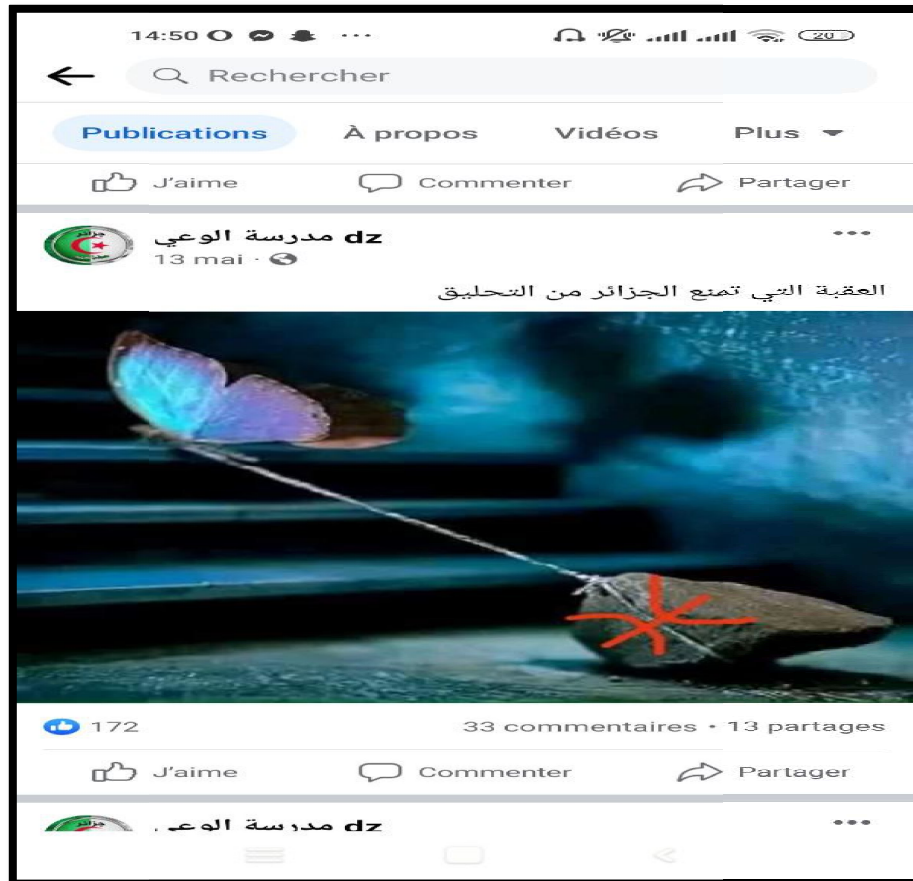 14:50
20
Rechercher
Publications À propos Vidéos Plus
J'aime Commenter Partager
مدرسة الوعي dz
13 mai ·
العقبة التي تمنع الجزائر من التحليق
172 33 commentaires • 13 partages
J'aime Commenter Partager
مدرسة الوعي dz